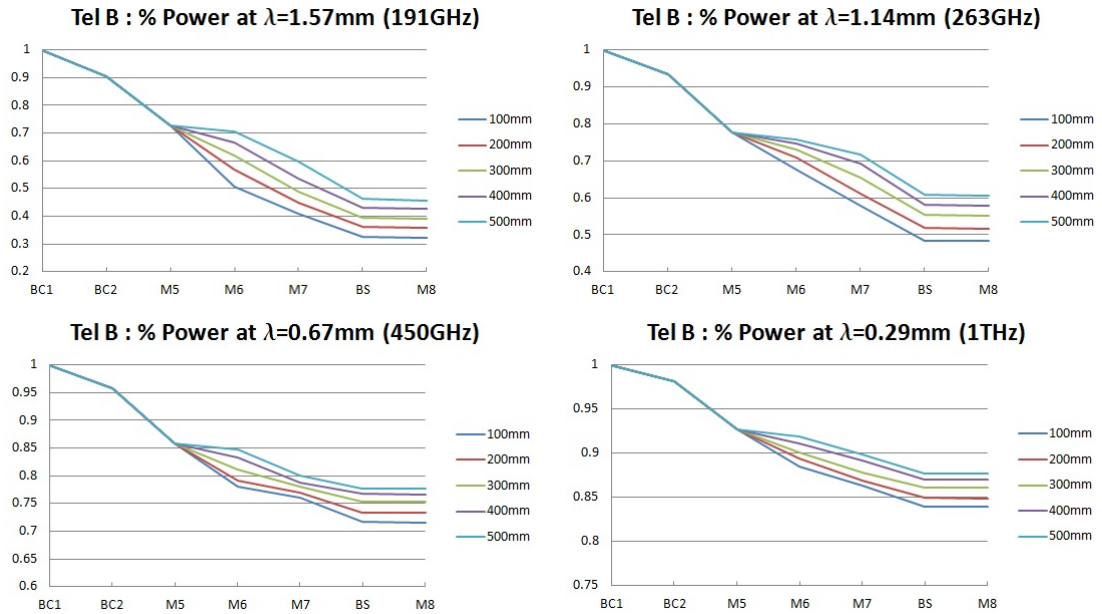 Tel B : % Power at λ=1.57mm (191GHz)
1
0.9
0.8
0.7
0.6
0.5
0.4
0.3
0.2
BC1 BC2 M5 M6 M7 BS M8
100mm
200mm
300mm
400mm
500mm
Tel B : % Power at λ=1.14mm (263GHz)
1
0.9
0.8
0.7
0.6
0.5
0.4
BC1 BC2 M5 M6 M7 BS M8
100mm
200mm
300mm
400mm
500mm
Tel B : % Power at λ=0.67mm (450GHz)
1
0.95
0.9
0.85
0.8
0.75
0.7
0.65
0.6
BC1 BC2 M5 M6 M7 BS M8
100mm
200mm
300mm
400mm
500mm
Tel B : % Power at λ=0.29mm (1THz)
1
0.95
0.9
0.85
0.8
0.75
BC1 BC2 M5 M6 M7 BS M8
100mm
200mm
300mm
400mm
500mm